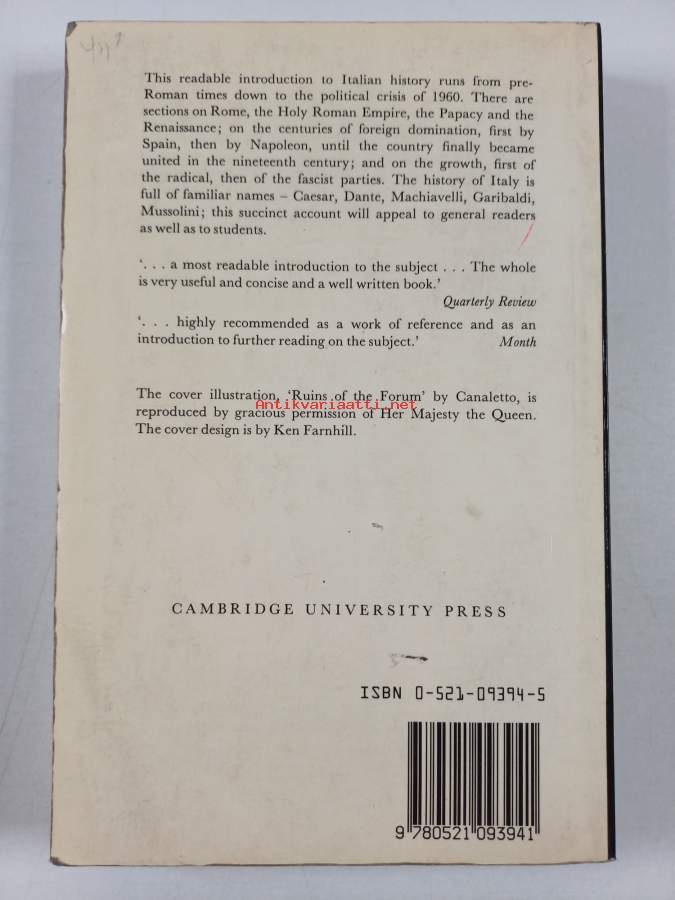 This readable introduction to Italian history runs from pre-
Roman times down to the political crisis of 1960. There are
sections on Rome, the Holy Roman Empire, the Papacy and the
Renaissance; on the centuries of foreign domination, first by
Spain, then by Napoleon, until the country finally became
united in the nineteenth century; and on the growth, first of
the radical, then of the fascist parties. The history of Italy is
full of familiar names – Caesar, Dante, Machiavelli, Garibaldi,
Mussolini; this succinct account will appeal to general readers
as well as to students.
‘. . . a most readable introduction to the subject . . . The whole
is very useful and concise and a well written book.’
Quarterly Review
‘. . . highly recommended as a work of reference and as an
introduction to further reading on the subject.’ Month
The cover illustration, ‘Ruins of the Forum’ by Canaletto, is
Antikvariaatti.net
reproduced by gracious permission of Her Majesty the Queen.
The cover design is by Ken Farnhill.
CAMBRIDGE UNIVERSITY PRESS
ISBN 0-521-09394-5
9 780521 093941